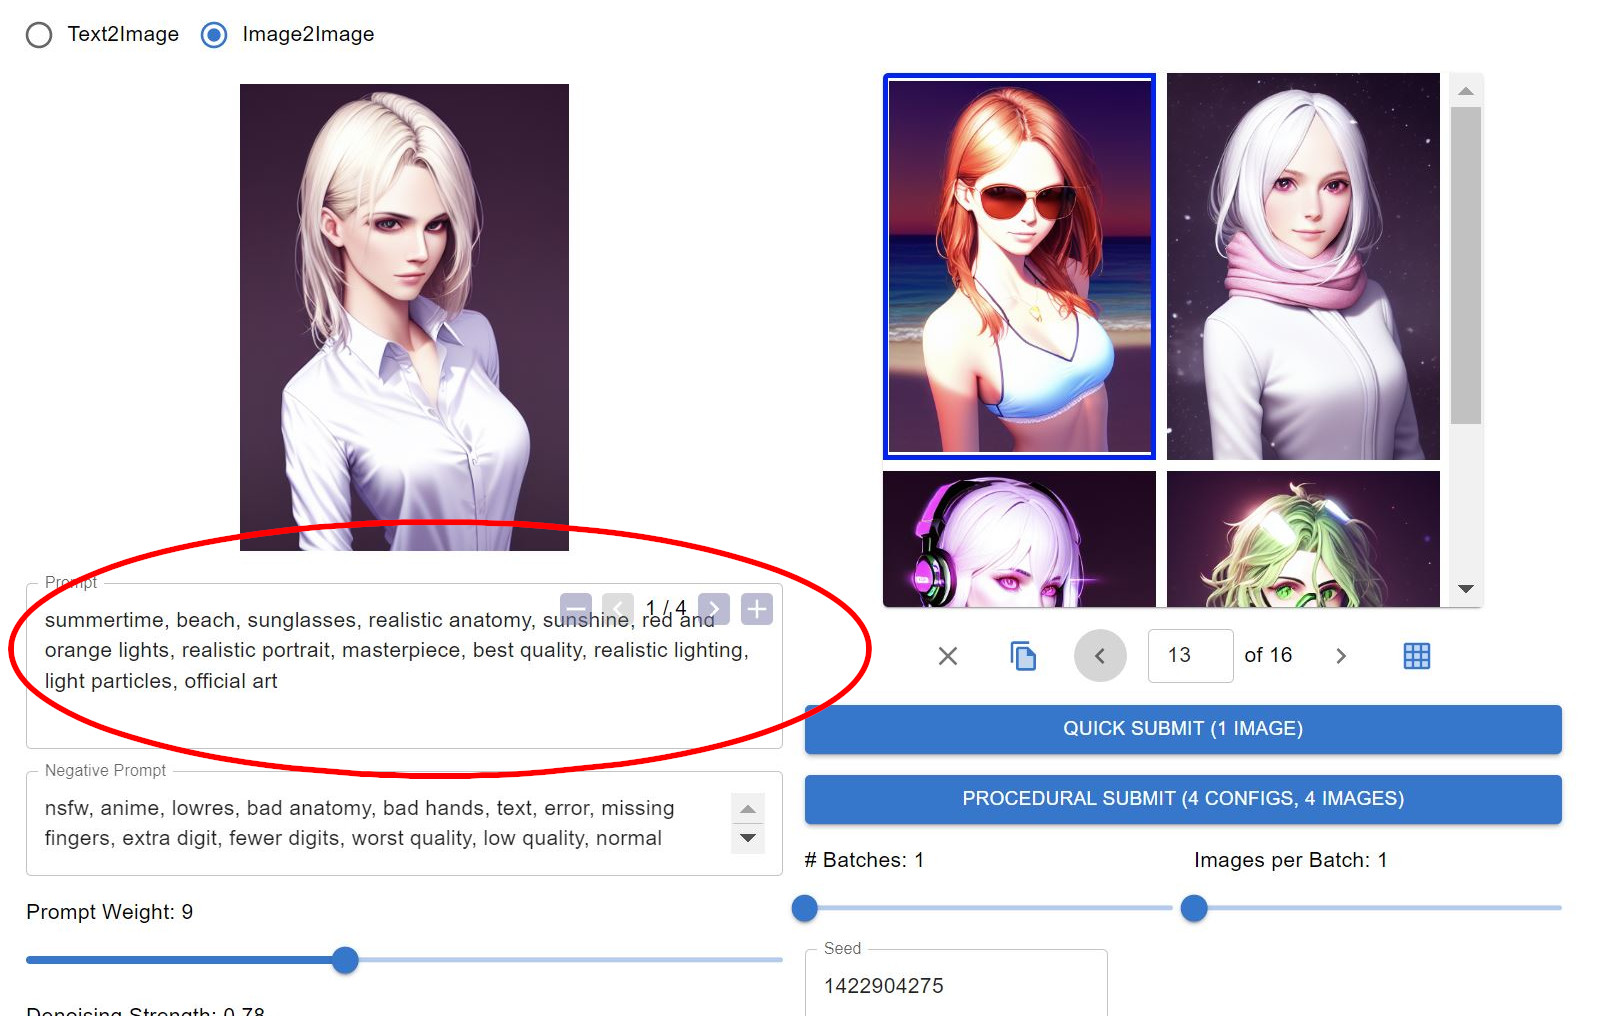 Text2Image
Image2Image
Prompt
1 / 4
summertime, beach, sunglasses, realistic anatomy, sunshine, red and
orange lights, realistic portrait, masterpiece, best quality, realistic lighting,
light particles, official art
Negative Prompt
nsfw, anime, lowres, bad anatomy, bad hands, text, error, missing
fingers, extra digit, fewer digits, worst quality, low quality, normal
Prompt Weight: 9
Denoising Strength: 0.78
13 of 16
QUICK SUBMIT (1 IMAGE)
PROCEDURAL SUBMIT (4 CONFIGS, 4 IMAGES)
# Batches: 1
Images per Batch: 1
Seed
1422904275